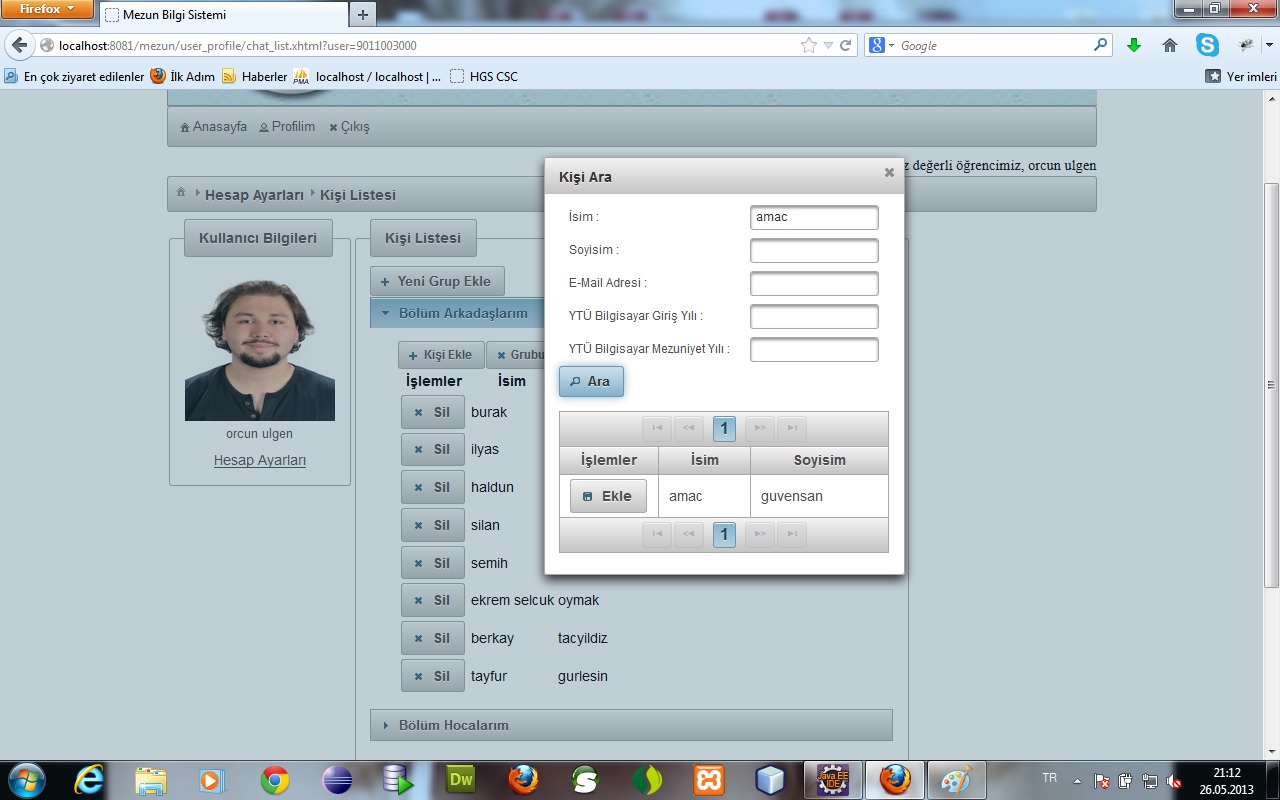 Firefox
Mezun Bilgi Sistemi
localhost:8081/mezun/user_profile/chat_list.xhtml?user=9011003000
Google
En çok ziyaret edilenler
İlk Adım
Haberler
localhost / localhost | ...
HGS CSC
Yer imleri
Anasayfa
Profilim
Çıkış
z değerli öğrencimiz, orcun ulgen
Hesap Ayarları
Kişi Listesi
Kullanıcı Bilgileri
orcun ulgen
Hesap Ayarları
Kişi Listesi
Yeni Grup Ekle
Bölüm Arkadaşlarım
Kişi Ekle
Grubu
İşlemler İsim
Sil burak
Sil ilyas
Sil haldun
Sil silan
Sil semih
Sil ekrem selcuk oymak
Sil berkay tacyildiz
Sil tayfur gurlesin
Bölüm Hocalarım
Kişi Ara
İsim : amac
Soyisim :
E-Mail Adresi :
YTÜ Bilgisayar Giriş Yılı :
YTÜ Bilgisayar Mezuniyet Yılı :
Ara
1
İşlemler İsim Soyisim
Ekle amac guvensan
1
Dw
Java EE
IDE
TR
21:12
26.05.2013